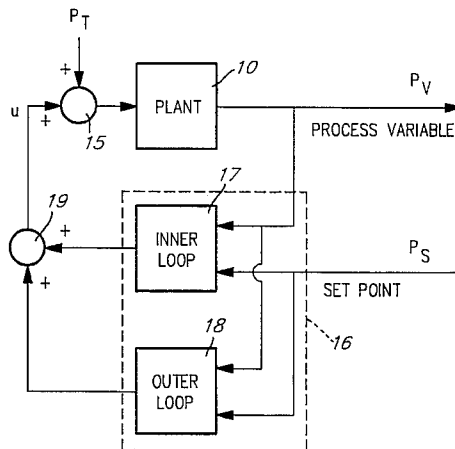 P_T
+
10
u
+
15
PLANT
P_V
PROCESS VARIABLE
17
19
+
INNER
LOOP
P_S
+
SET POINT
18
16
OUTER
LOOP